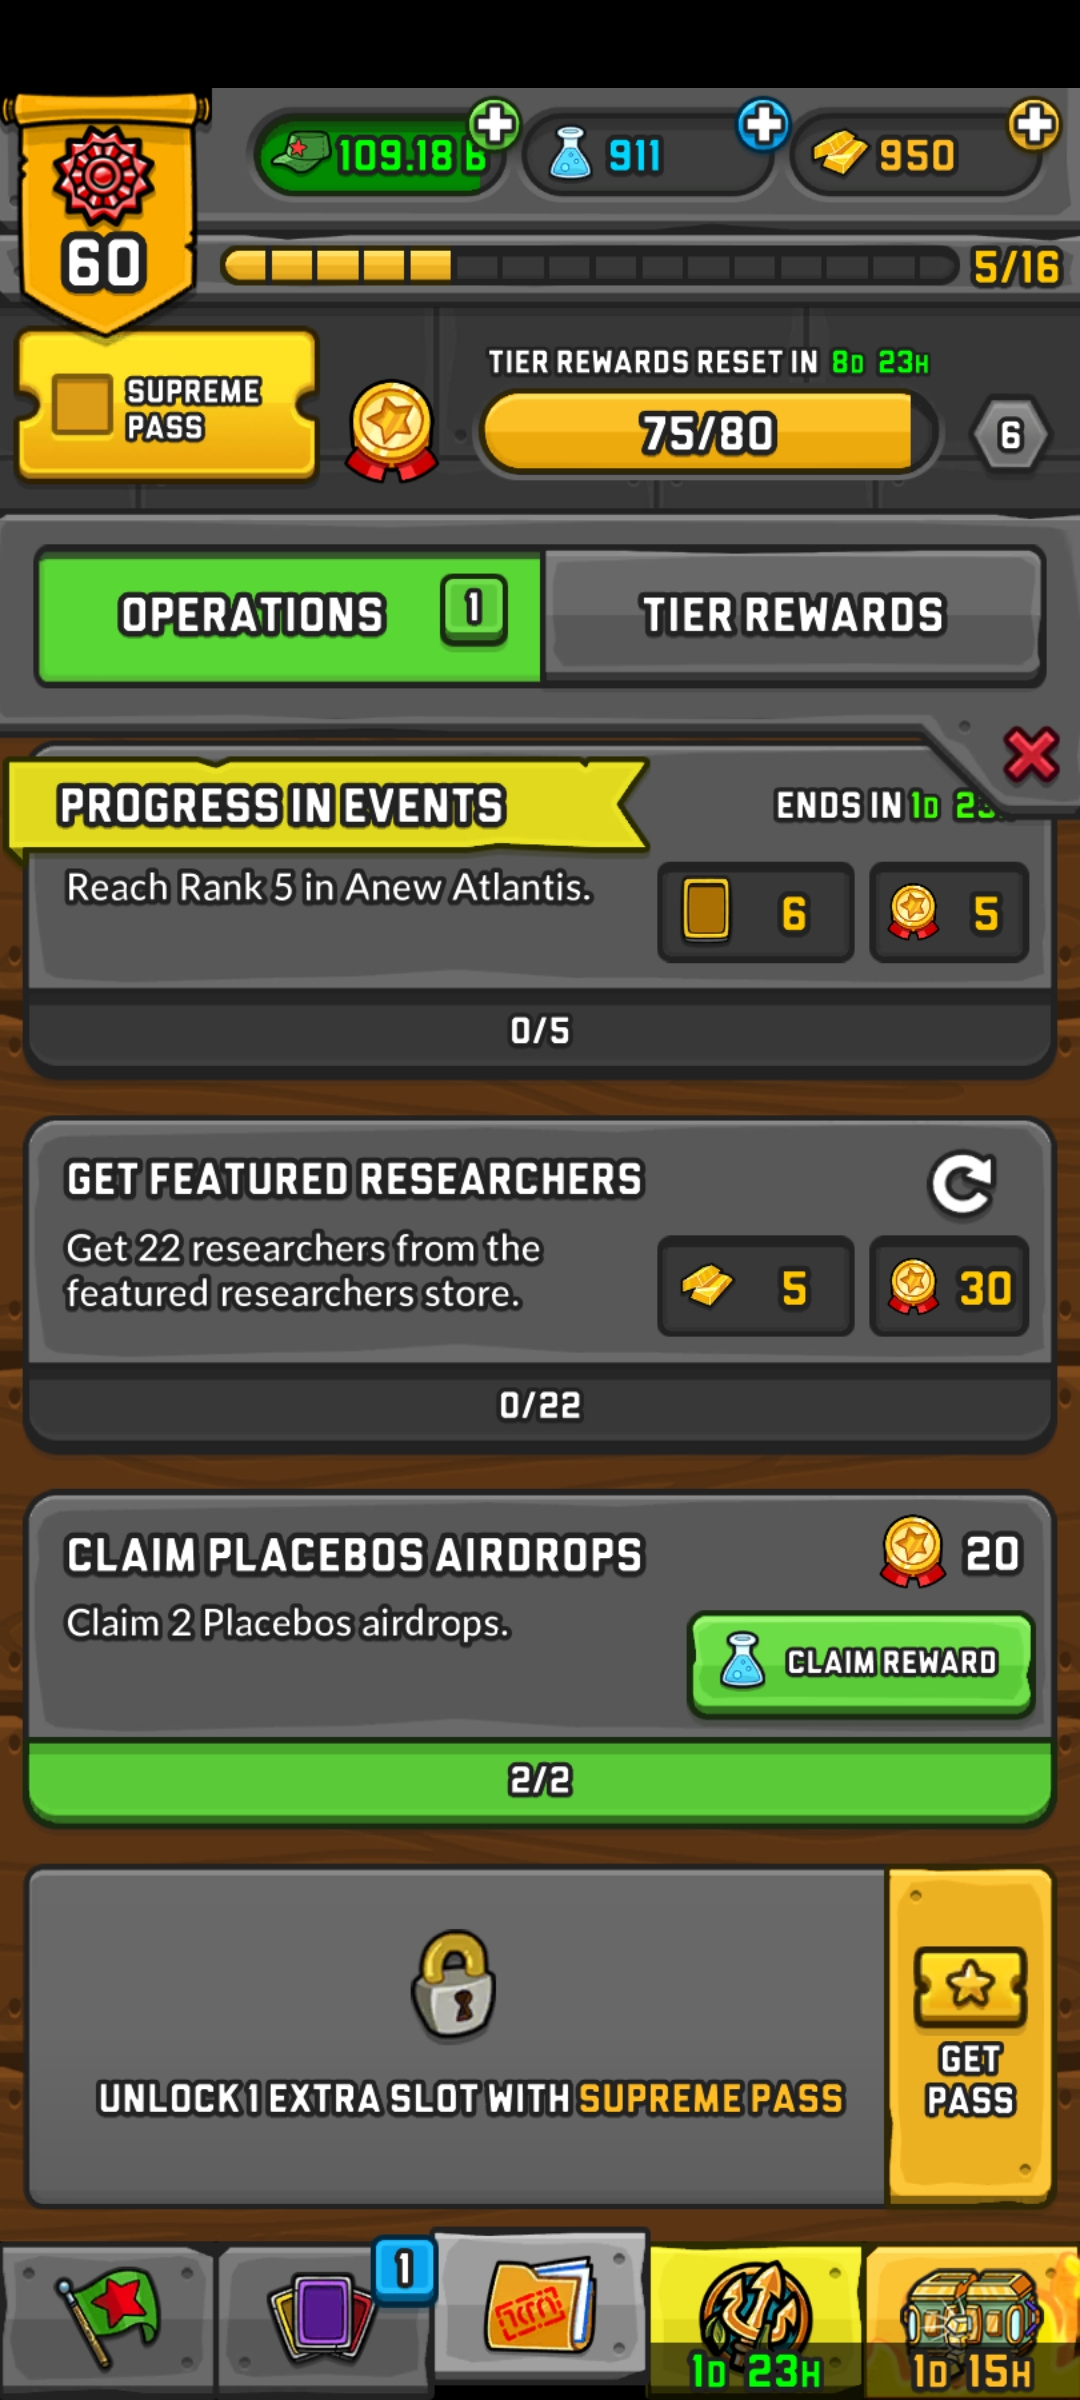 109.18 B
911
950
60
5/16
SUPREME
PASS
TIER REWARDS RESET IN 8D 23H
75/80
6
OPERATIONS 1
TIER REWARDS
PROGRESS IN EVENTS
ENDS IN 1D
Reach Rank 5 in Anew Atlantis.
6
5
0/5
GET FEATURED RESEARCHERS
Get 22 researchers from the
featured researchers store.
5
30
0/22
CLAIM PLACEBOS AIRDROPS
20
Claim 2 Placebos airdrops.
CLAIM REWARD
2/2
GET
PASS
UNLOCK 1 EXTRA SLOT WITH SUPREME PASS
1
1D 23H
1D 15H